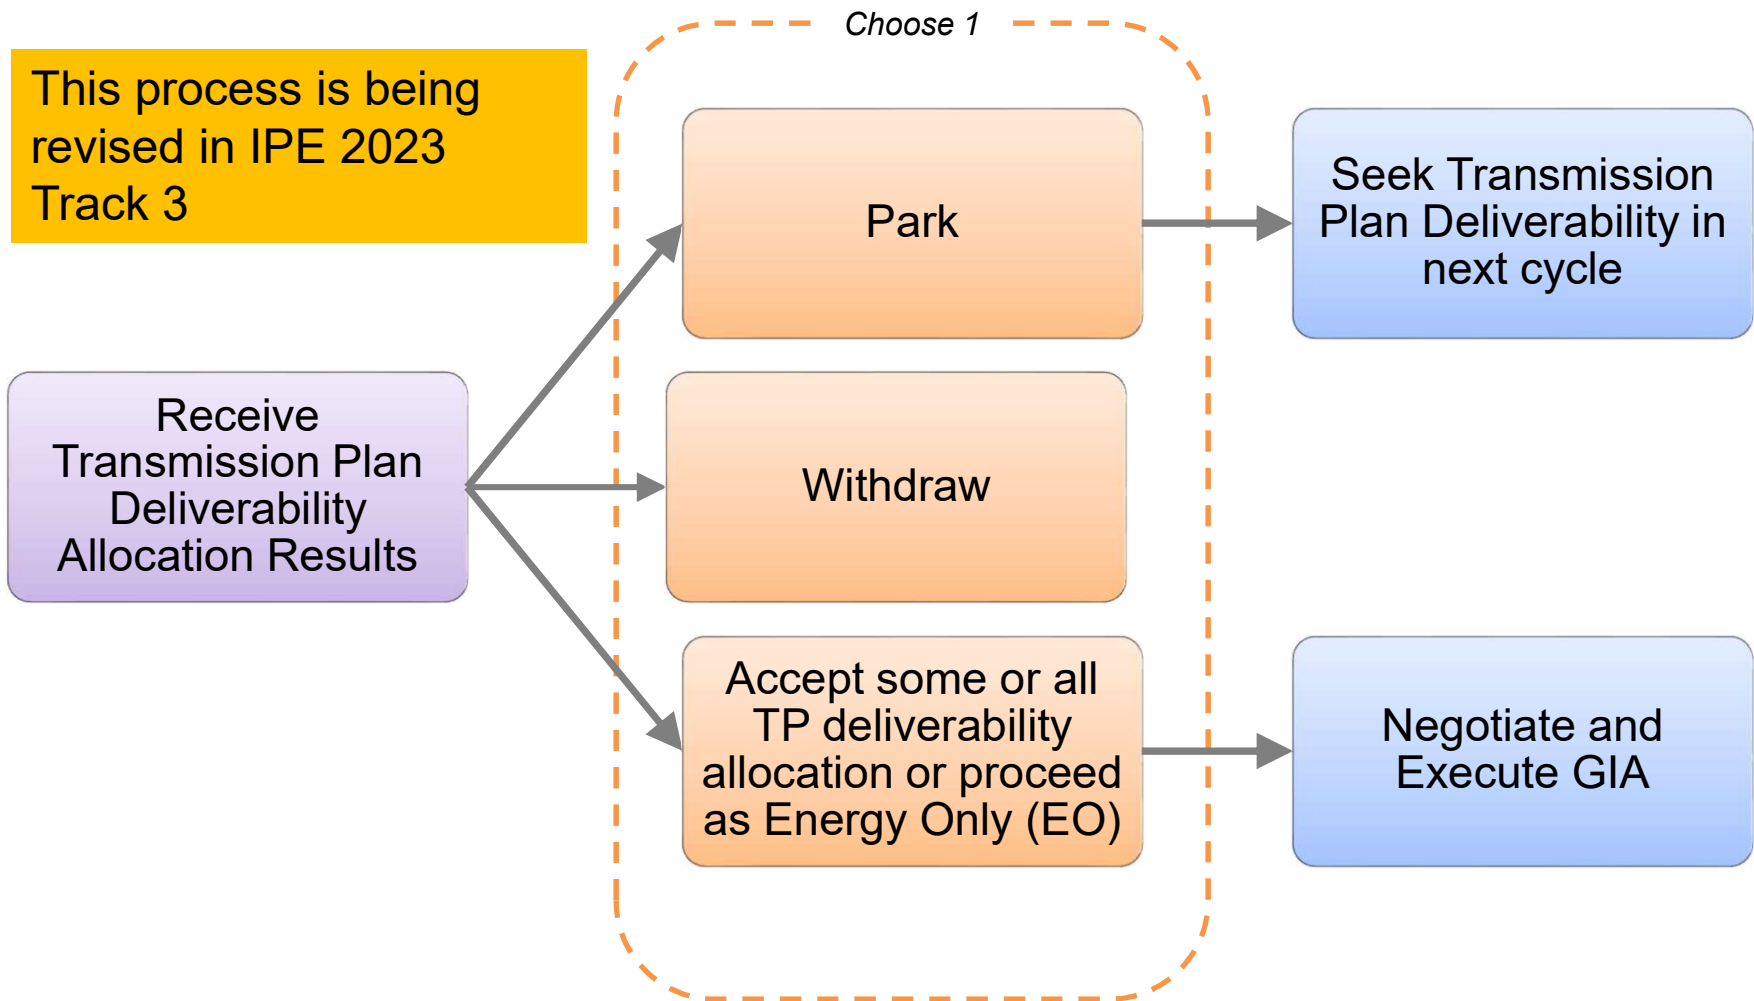 Choose 1
This process is being
revised in IPE 2023
Track 3
Park
Seek Transmission
Plan Deliverability in
next cycle
Receive
Transmission Plan
Deliverability
Allocation Results
Withdraw
Accept some or all
TP deliverability
allocation or proceed
as Energy Only (EO)
Negotiate and
Execute GIA